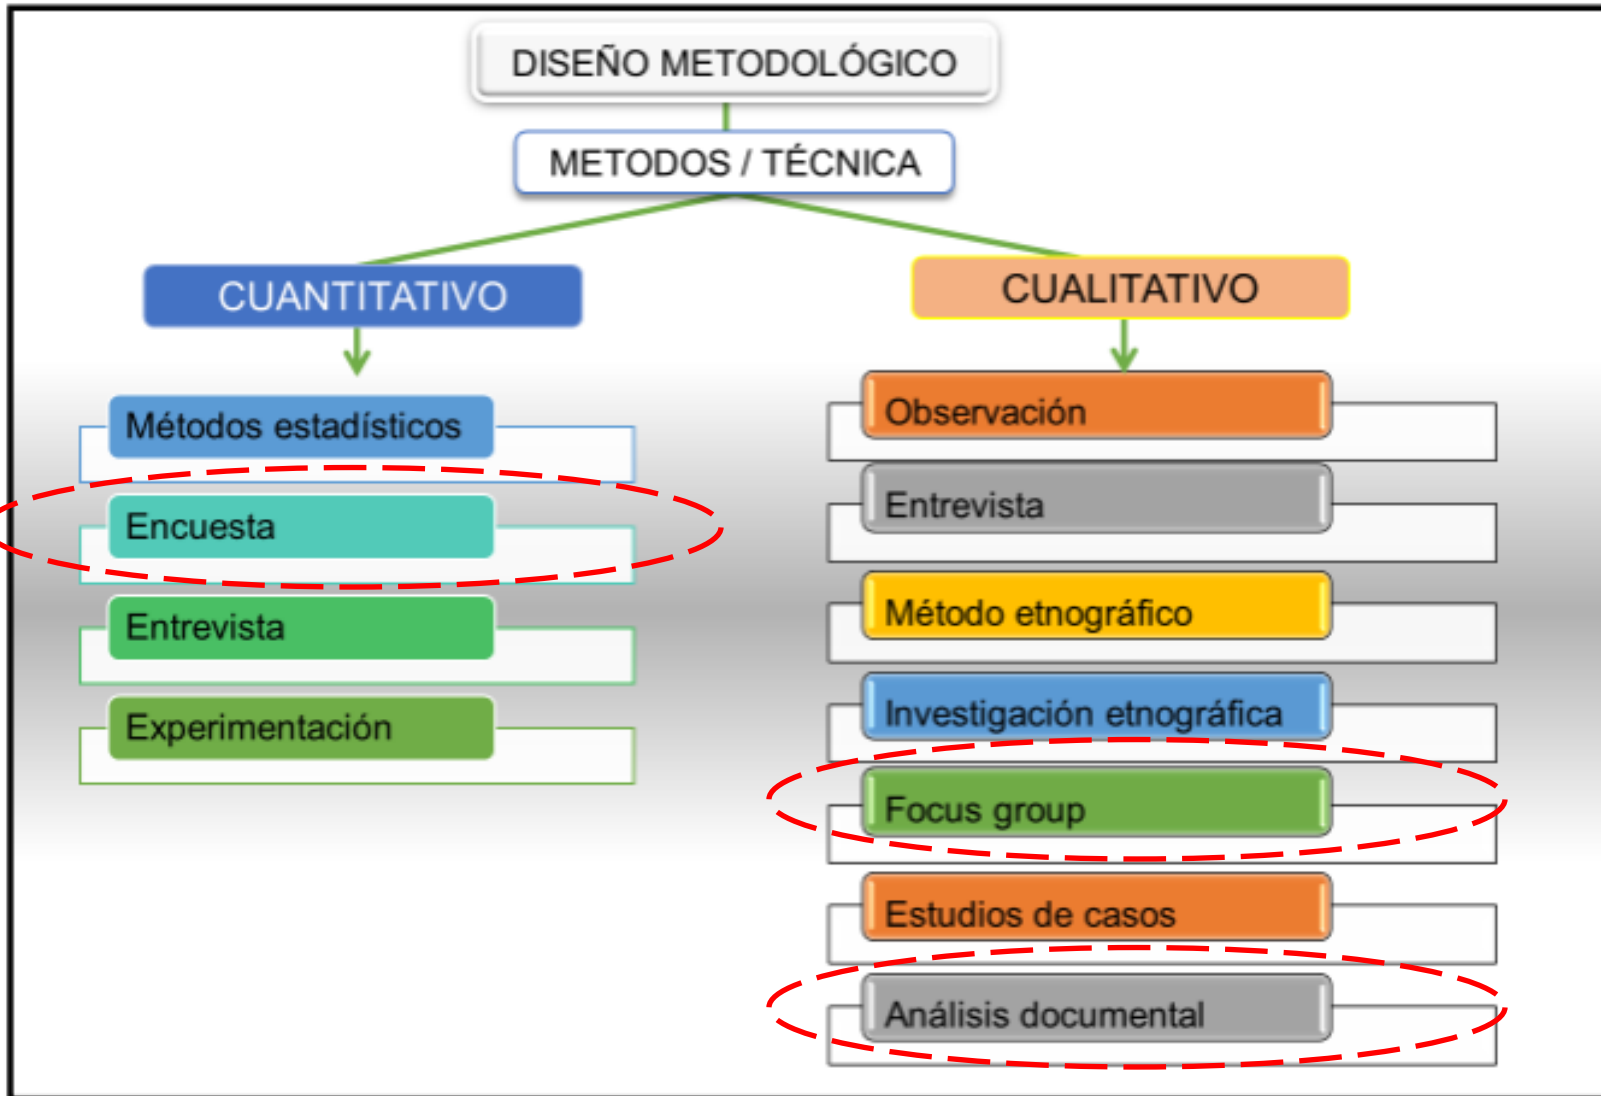 DISEÑO METODOLÓGICO
METODOS / TÉCNICA
CUANTITATIVO
Métodos estadísticos
Encuesta
Entrevista
Experimentación
CUALITATIVO
Observación
Entrevista
Método etnográfico
Investigación etnográfica
Focus group
Estudios de casos
Análisis documental